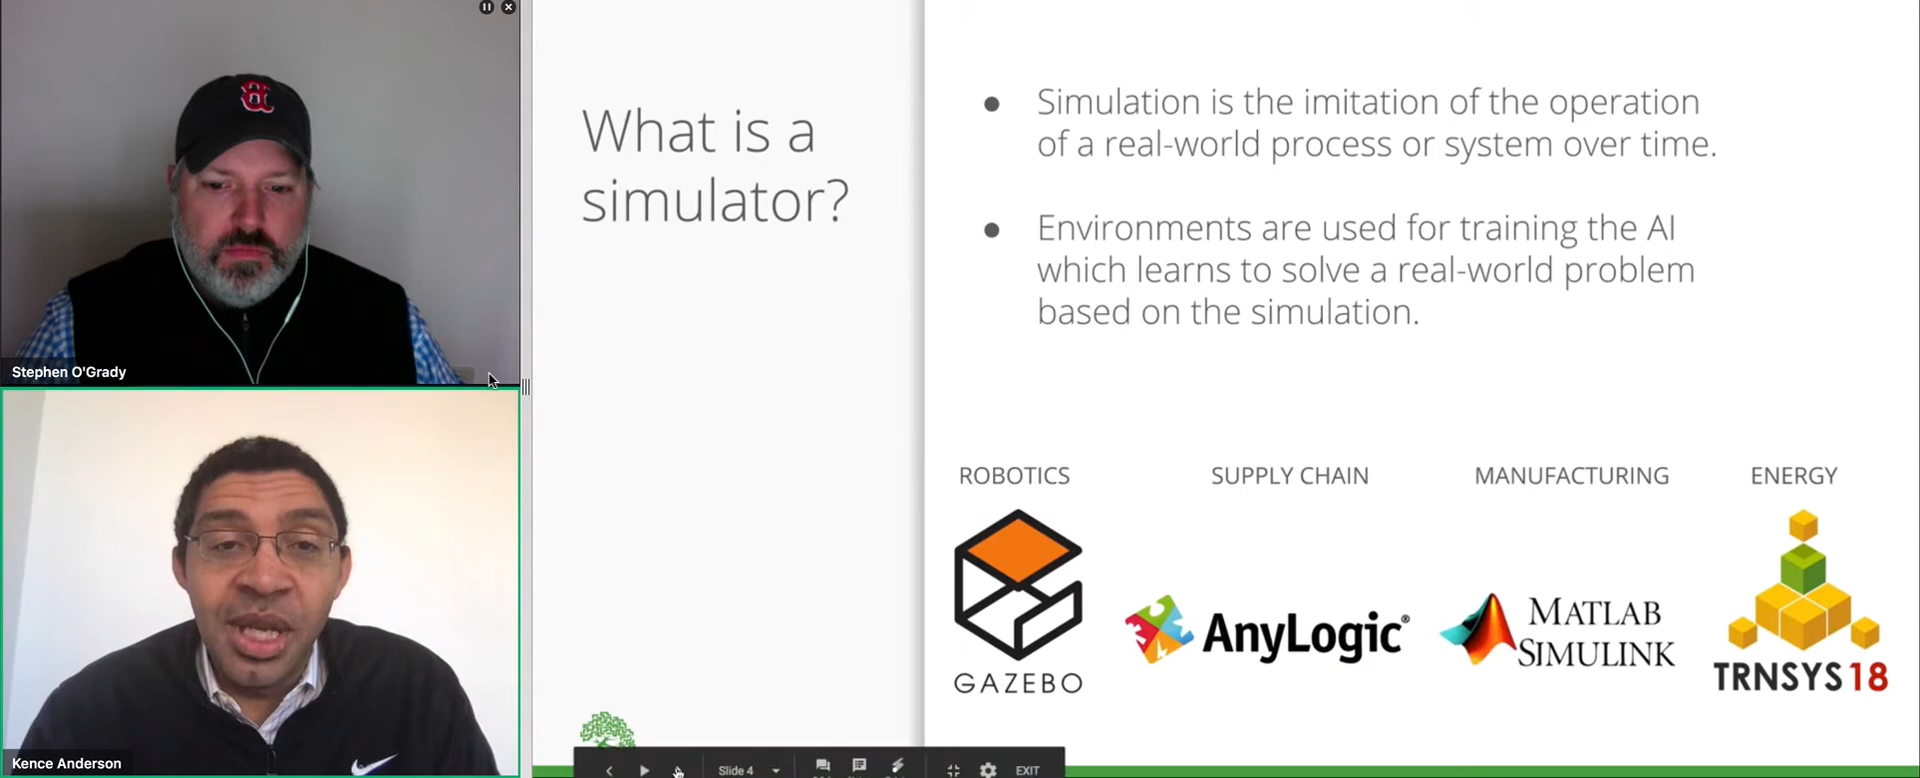 Stephen O'Grady
Kence Anderson
What is a
simulator?
● Simulation is the imitation of the operation
of a real-world process or system over time.
● Environments are used for training the AI
which learns to solve a real-world problem
based on the simulation.
ROBOTICS
GAZEBO
SUPPLY CHAIN
AnyLogic®
MANUFACTURING
MATLAB
SIMULINK
ENERGY
TRNSYS18
Slide 4
EXIT